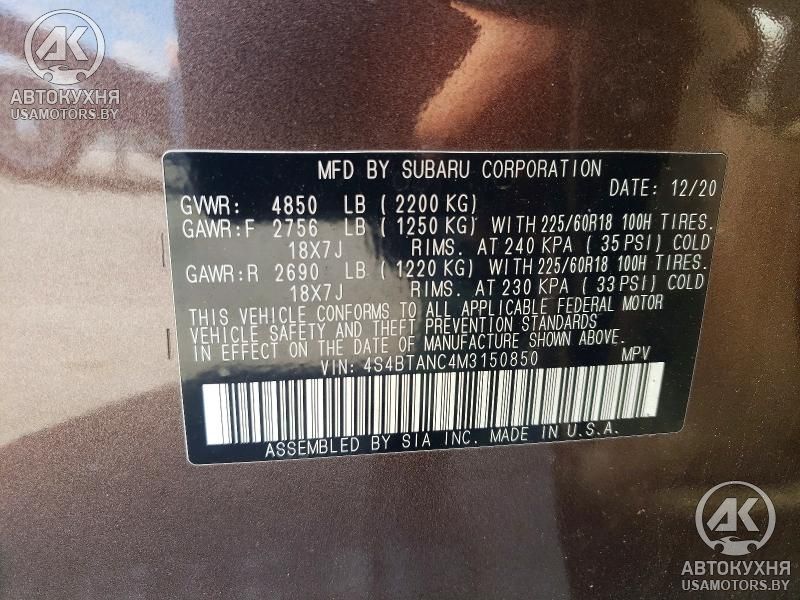 AK
АВТОКУХНЯ
USAMOTORS.BY
MFD BY SUBARU CORPORATION
DATE: 12/20
GVWR: 4850 LB ( 2200 KG)
GAWR:F 2756 LB ( 1250 KG) WITH 225/60R18 100H TIRES.
18X7J RIMS. AT 240 KPA ( 35 PSI) COLD
GAWR:R 2690 LB ( 1220 KG) WITH 225/60R18 100H TIRES.
18X7J RIMS. AT 230 KPA ( 33 PSI) COLD
THIS VEHICLE CONFORMS TO ALL APPLICABLE FEDERAL MOTOR
VEHICLE SAFETY AND THEFT PREVENTION STANDARDS
IN EFFECT ON THE DATE OF MANUFACTURE SHOWN ABOVE.
VIN: 4S4BTANC4M3150850 MPV
ASSEMBLED BY SIA INC. MADE IN U.S.A.
AK
АВТОКУХНЯ
USAMOTORS.BY